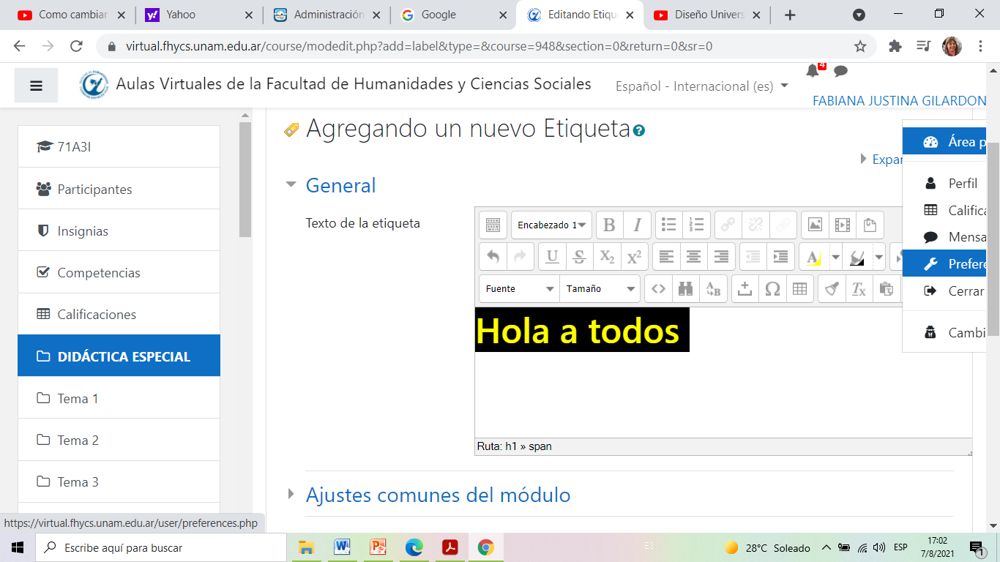 Como cambiar
Yahoo
Administración
Google
Editando Etique
Diseño Univers
virtual.fhycs.unam.edu.ar/course/modedit.php?add=label&type=&course=948&section=0&return=0&sr=0
Aulas Virtuales de la Facultad de Humanidades y Ciencias Sociales
Español - Internacional (es)
4
FABIANA JUSTINA GILARDON
71A3I
Participantes
Insignias
Competencias
Calificaciones
DIDÁCTICA ESPECIAL
Tema 1
Tema 2
Tema 3
Agregando un nuevo Etiqueta
Expan
General
Texto de la etiqueta
Encabezado 1
Fuente
Tamaño
Hola a todos
Ruta: h1 » span
Ajustes comunes del módulo
Área p
Perfil
Califica
Mensa
Prefere
Cerrar
Cambi
https://virtual.fhycs.unam.edu.ar/user/preferences.php
Escribe aquí para buscar
ES
28°C Soleado
ESP
17:02
7/8/2021
1